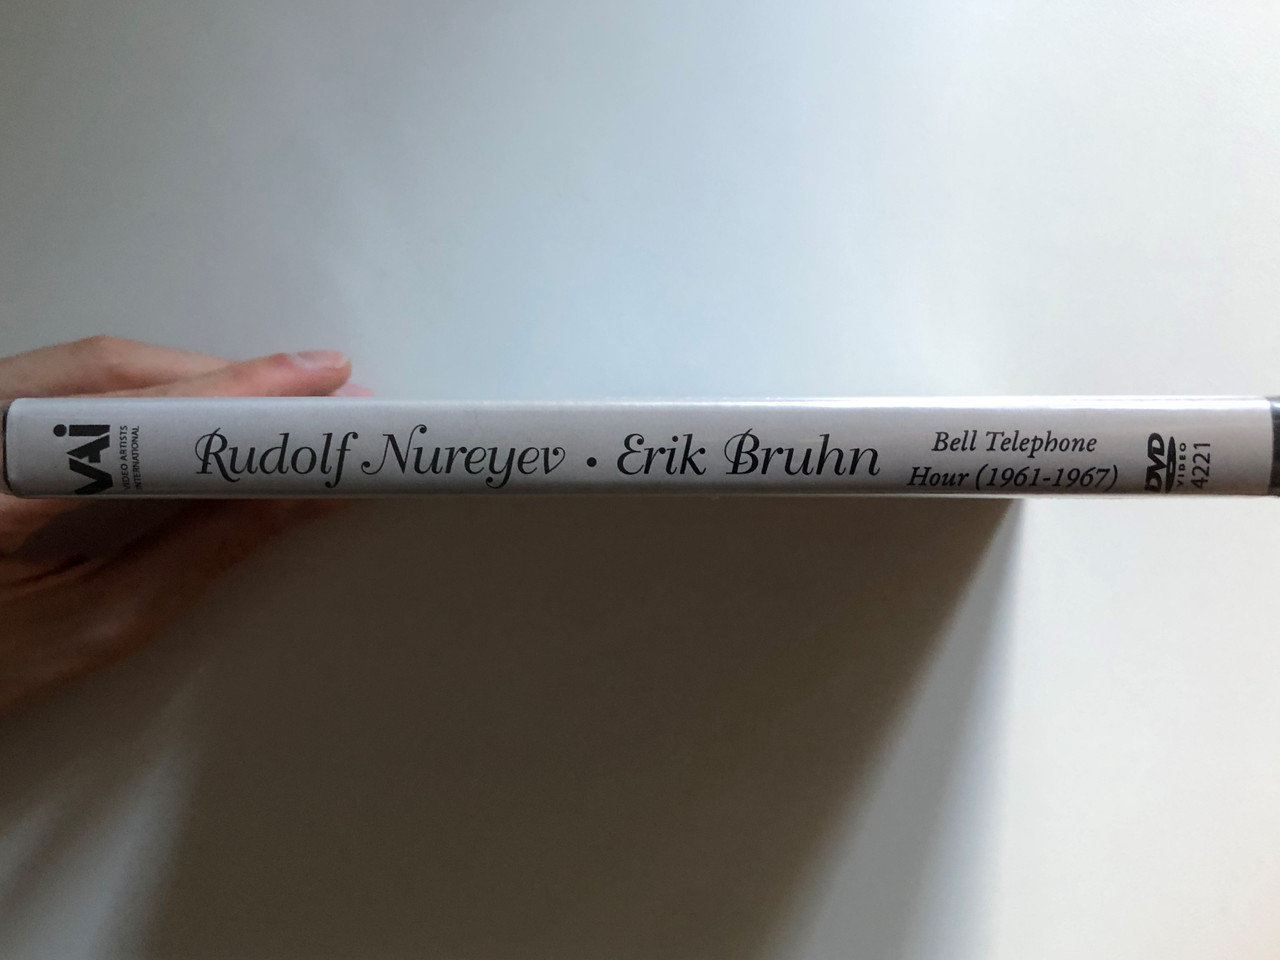 VAI
VIDEO ARTISTS
INTERNATIONAL
Rudolf Nureyev • Erik Bruhn
Bell Telephone
Hour (1961-1967)
DVD
VIDEO
4221